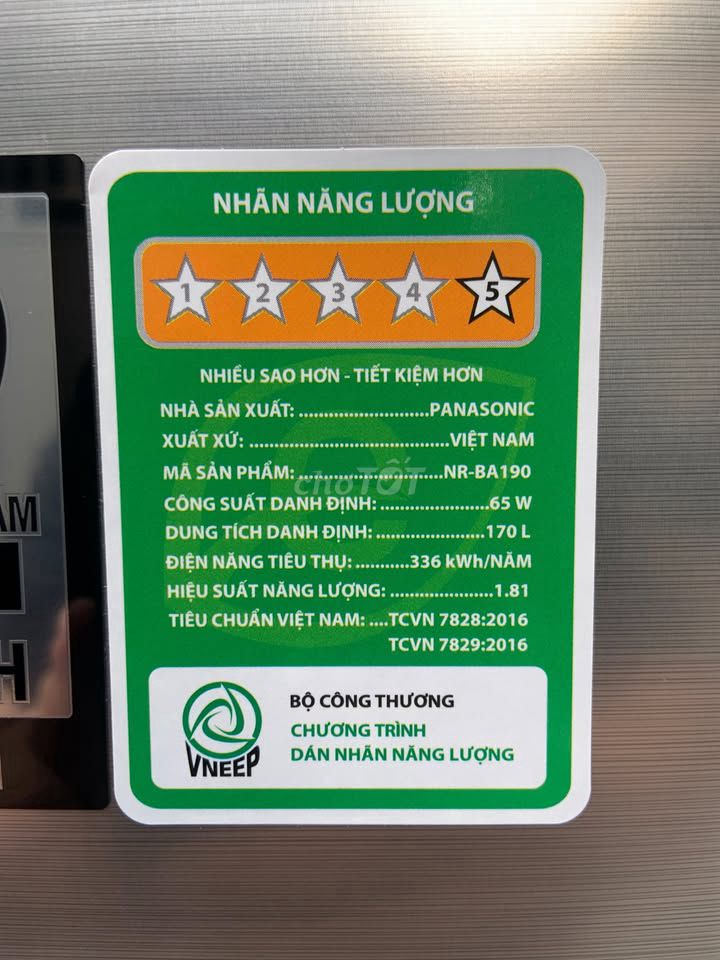 NHÃN NĂNG LƯỢNG
1 2 3 4 5
NHIỀU SAO HƠN - TIẾT KIỆM HƠN
NHÀ SẢN XUẤT: ..........................PANASONIC
XUẤT XỨ: ........................................VIỆT NAM
MÃ SẢN PHẨM: .............................NR-BA190
CÔNG SUẤT DANH ĐỊNH: ......................65 W
DUNG TÍCH DANH ĐỊNH: ......................170 L
ĐIỆN NĂNG TIÊU THỤ: ...........336 kWh/NĂM
HIỆU SUẤT NĂNG LƯỢNG: .....................1.81
TIÊU CHUẨN VIỆT NAM: ....TCVN 7828:2016
TCVN 7829:2016
VNEEP
BỘ CÔNG THƯƠNG
CHƯƠNG TRÌNH
DÁN NHÃN NĂNG LƯỢNG
choTỐT